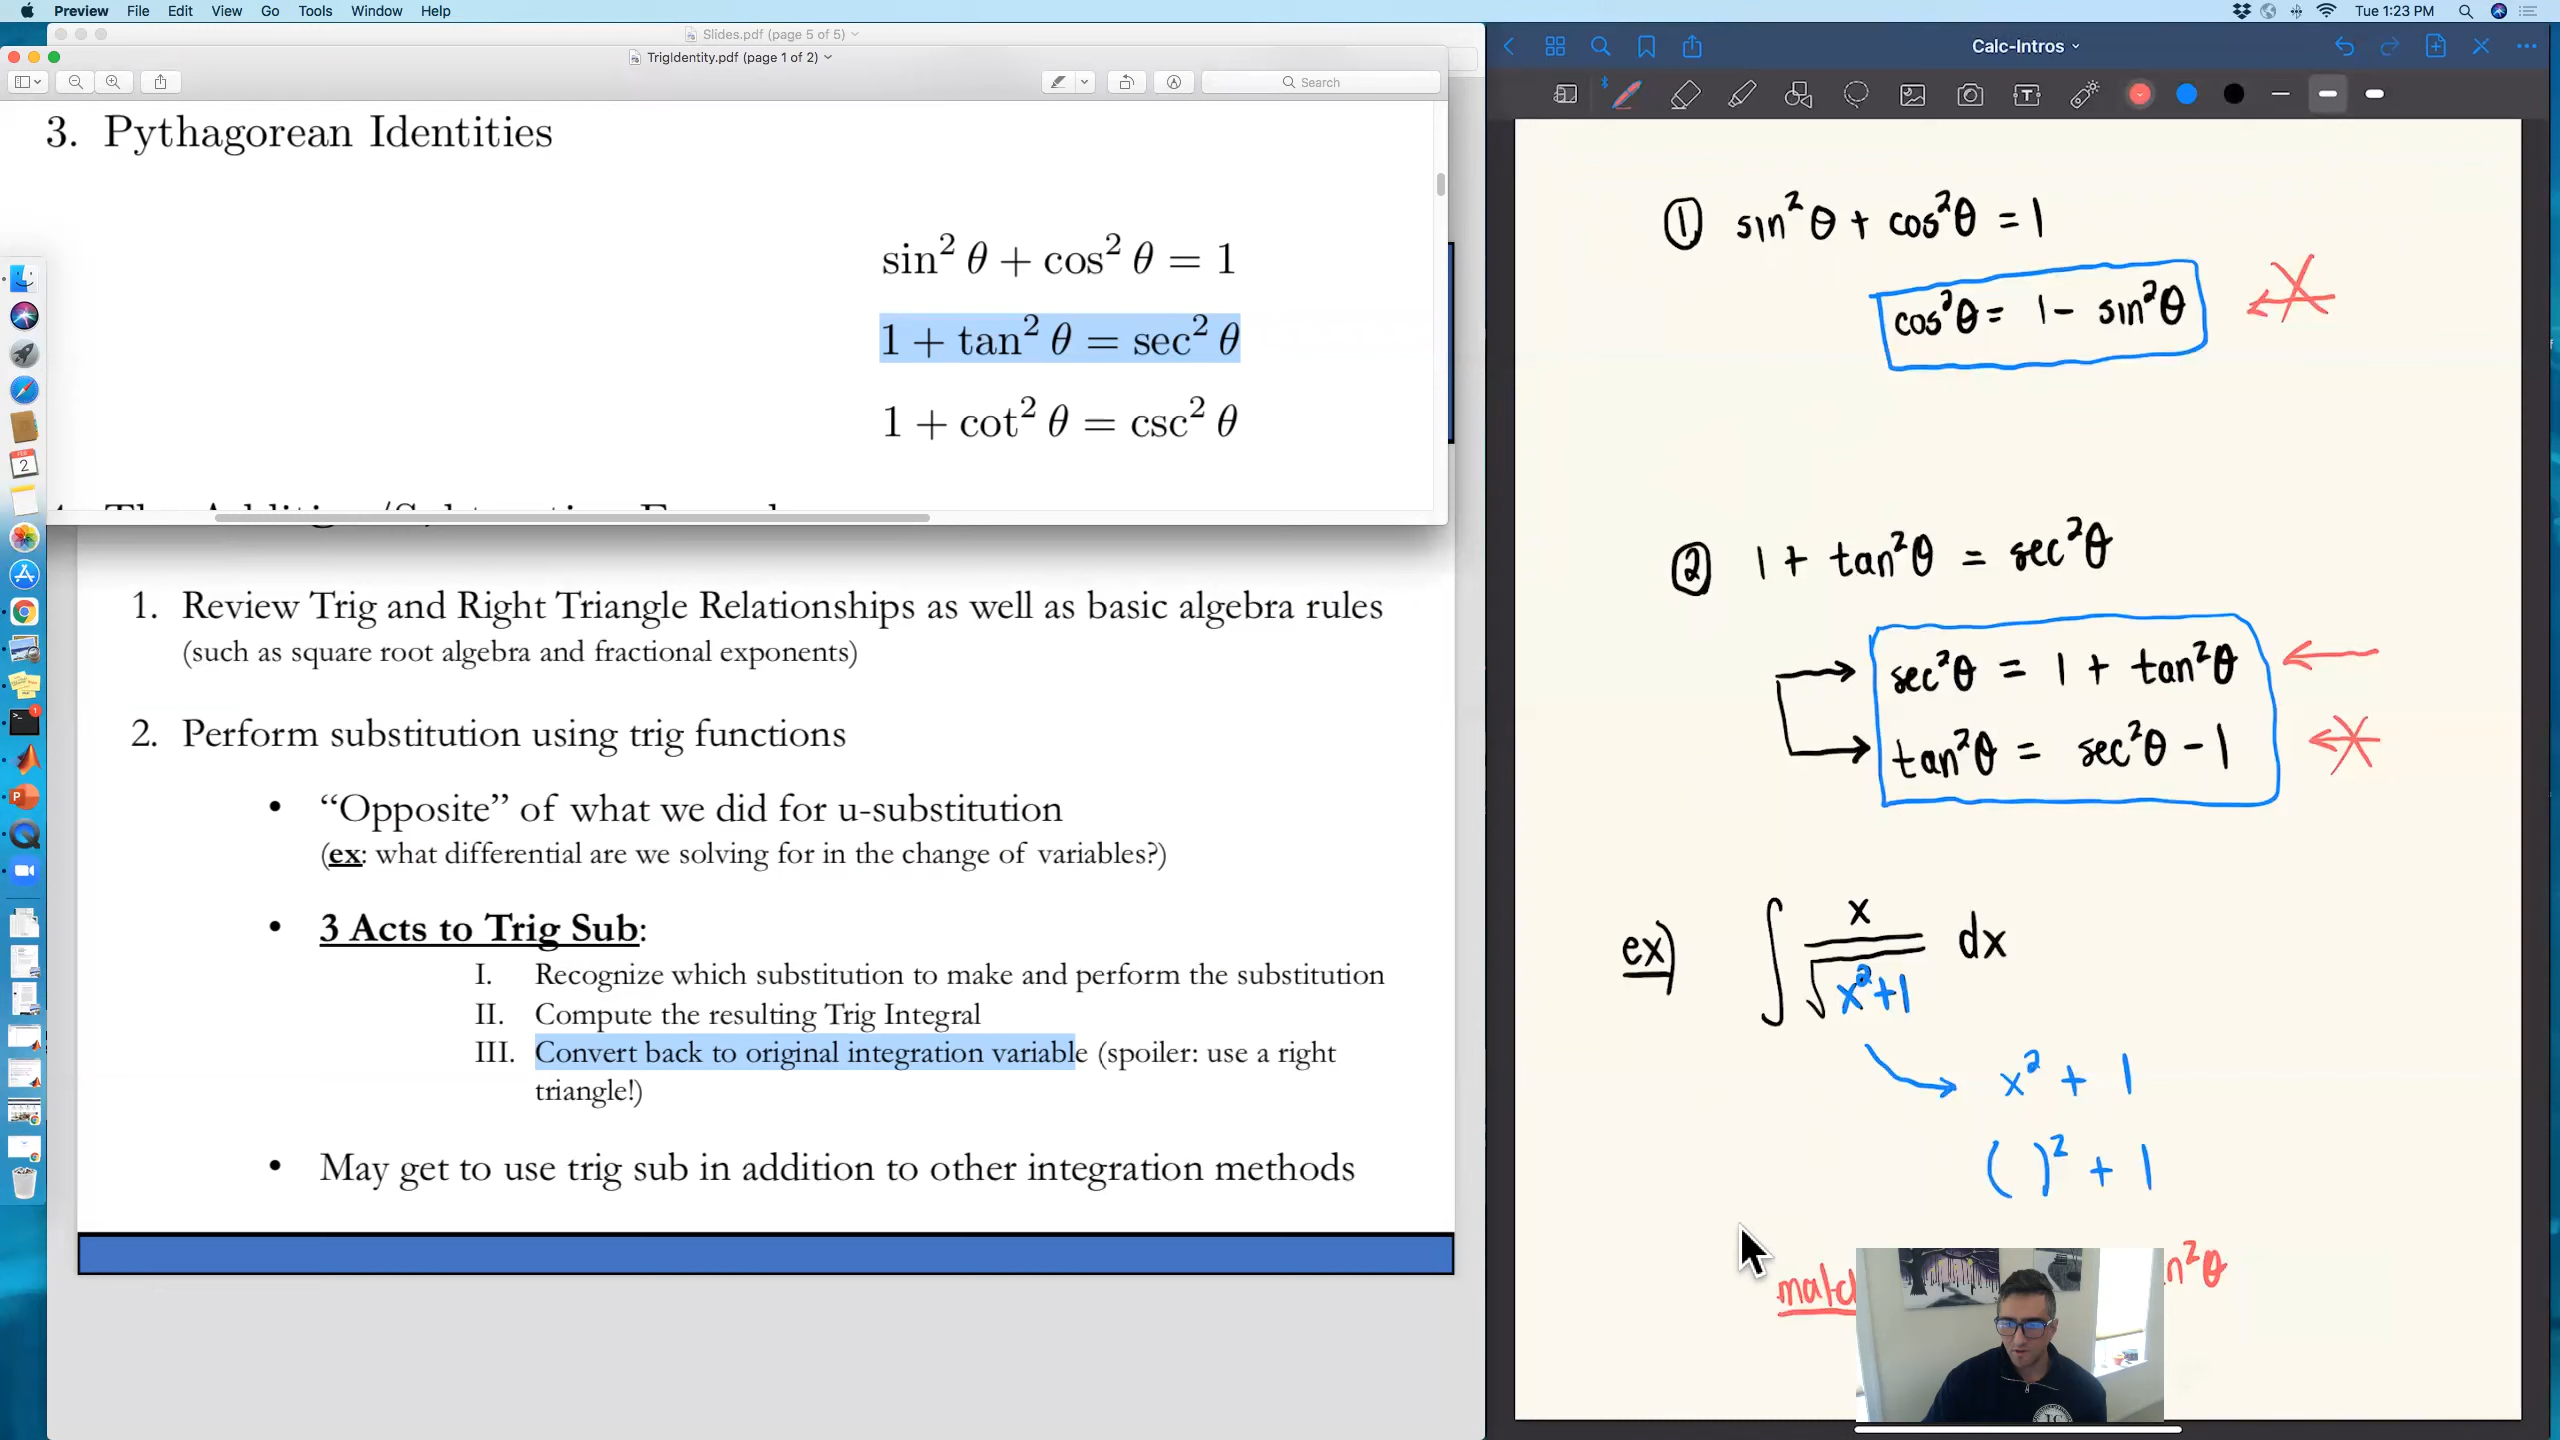 Preview File Edit View Go Tools Window Help
Tue 1:23 PM
Slides.pdf (page 5 of 5)
TrigIdentity.pdf (page 1 of 2)
Search
3. Pythagorean Identities
sin² θ + cos² θ = 1
1 + tan² θ = sec² θ
1 + cot² θ = csc² θ
1. Review Trig and Right Triangle Relationships as well as basic algebra rules
(such as square root algebra and fractional exponents)
2. Perform substitution using trig functions
• “Opposite” of what we did for u-substitution
(ex: what differential are we solving for in the change of variables?)
• 3 Acts to Trig Sub:
I. Recognize which substitution to make and perform the substitution
II. Compute the resulting Trig Integral
III. Convert back to original integration variable (spoiler: use a right
triangle!)
• May get to use trig sub in addition to other integration methods
Calc-Intros
① sin²θ + cos²θ = 1
cos²θ = 1 - sin²θ
② 1 + tan²θ = sec²θ
sec²θ = 1 + tan²θ
tan²θ = sec²θ - 1
ex) ∫ x / √(x²+1) dx
x² + 1
( )² + 1
n²θ